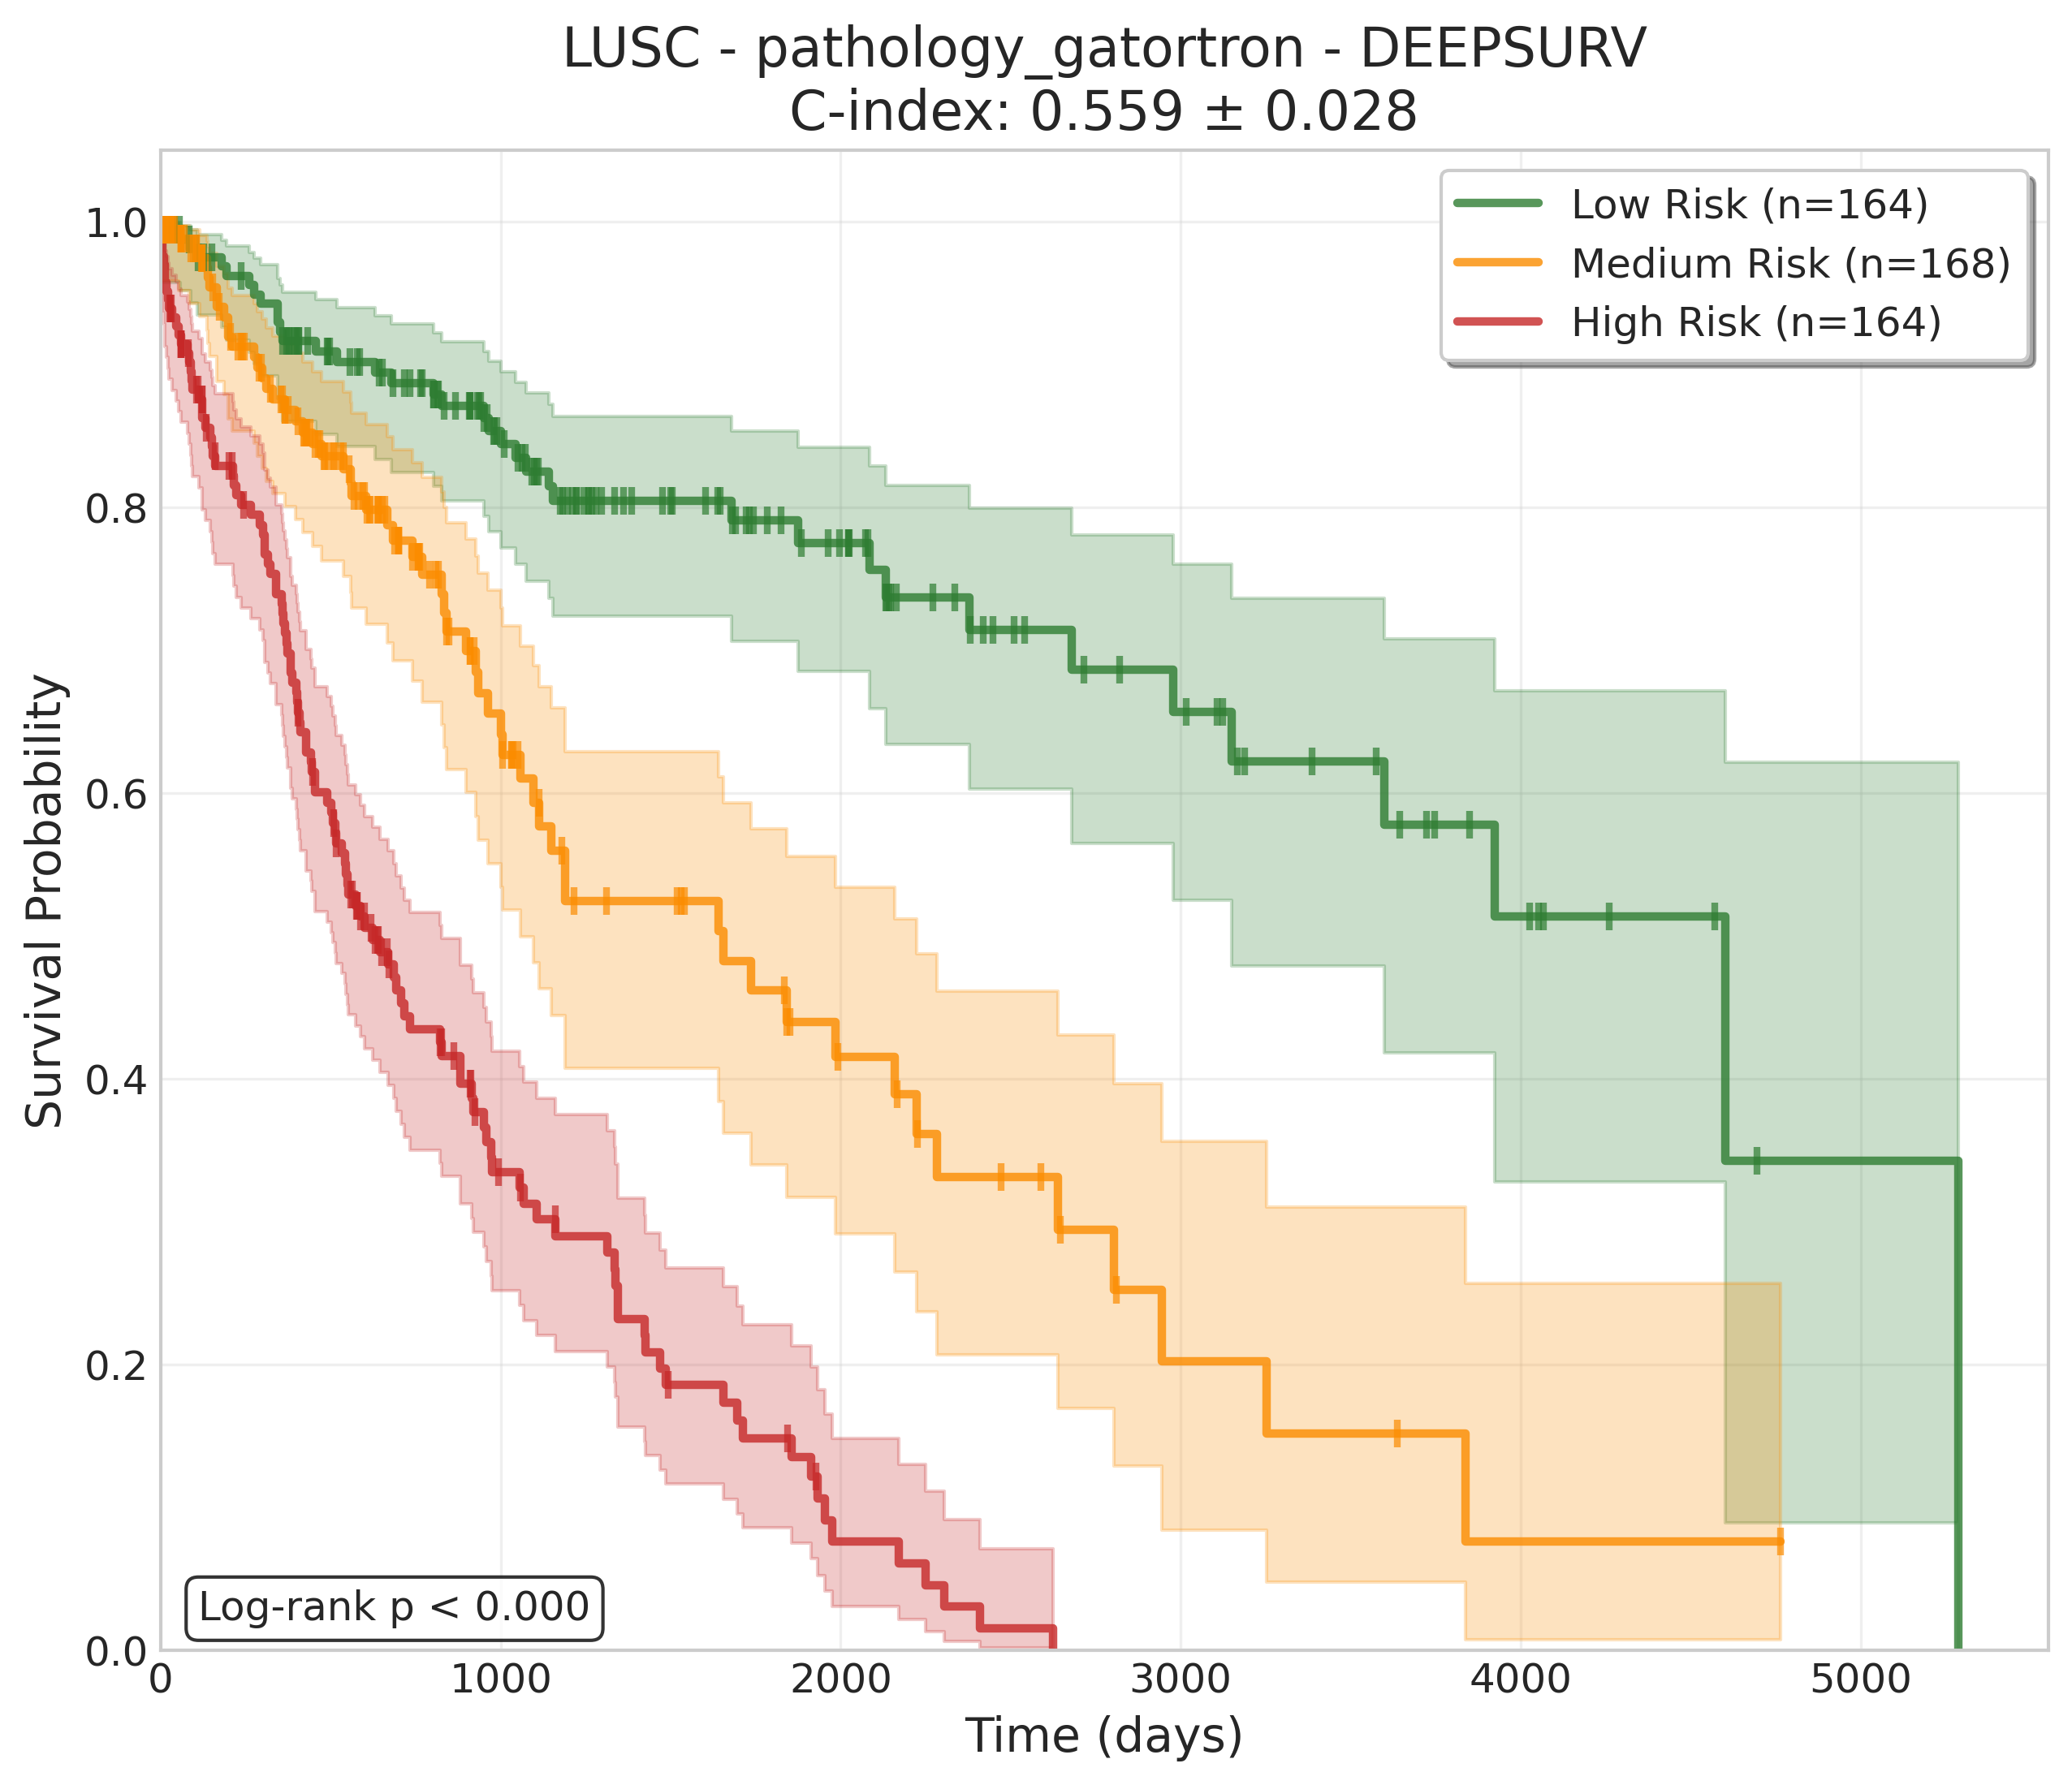 LUSC - pathology_gatortron - DEEPSURV
C-index: 0.559 ± 0.028
Low Risk (n=164)
Medium Risk (n=168)
High Risk (n=164)
Survival Probability
1.0
0.8
0.6
0.4
0.2
0.0
Log-rank p < 0.000
0 1000 2000 3000 4000 5000
Time (days)